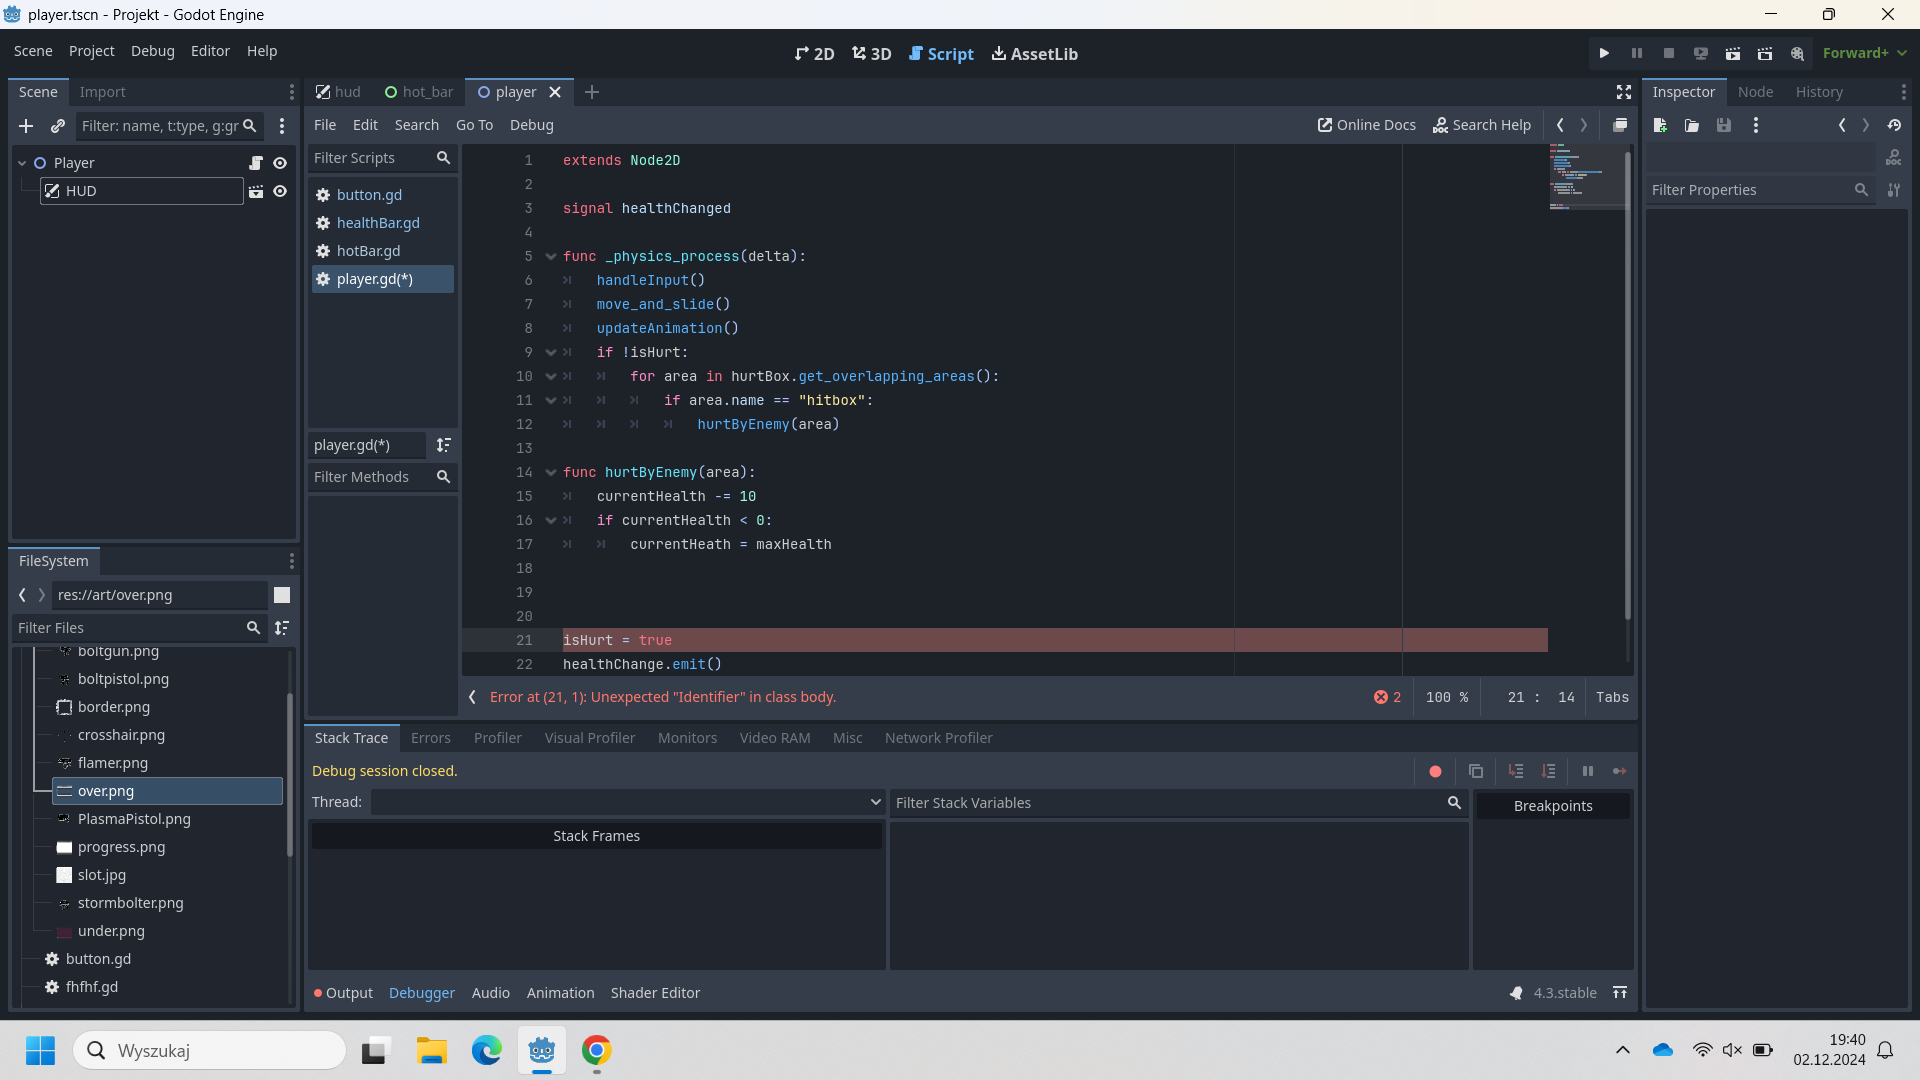 player.tscn - Projekt - Godot Engine
Scene Project Debug Editor Help
2D 3D Script AssetLib
Forward+
Scene Import
Filter: name, t:type, g:gr
Player
HUD
FileSystem
res://art/over.png
Filter Files
boltgun.png
boltpistol.png
border.png
crosshair.png
flamer.png
over.png
PlasmaPistol.png
progress.png
slot.jpg
stormbolter.png
under.png
button.gd
fhfhf.gd
hud hot_bar player
File Edit Search Go To Debug
Online Docs Search Help
Filter Scripts
button.gd
healthBar.gd
hotBar.gd
player.gd(*)
player.gd(*)
Filter Methods
1 extends Node2D
2
3 signal healthChanged
4
5 func _physics_process(delta):
6 handleInput()
7 move_and_slide()
8 updateAnimation()
9 if !isHurt:
10 for area in hurtBox.get_overlapping_areas():
11 if area.name == "hitbox":
12 hurtByEnemy(area)
13
14 func hurtByEnemy(area):
15 currentHealth -= 10
16 if currentHealth < 0:
17 currentHeath = maxHealth
18
19
20
21 isHurt = true
22 healthChange.emit()
Error at (21, 1): Unexpected "Identifier" in class body.
2 100 % 21 : 14 Tabs
Stack Trace Errors Profiler Visual Profiler Monitors Video RAM Misc Network Profiler
Debug session closed.
Thread:
Stack Frames
Filter Stack Variables
Breakpoints
Output Debugger Audio Animation Shader Editor
4.3.stable
Inspector Node History
DOC
Filter Properties
Wyszukaj
19:40
02.12.2024